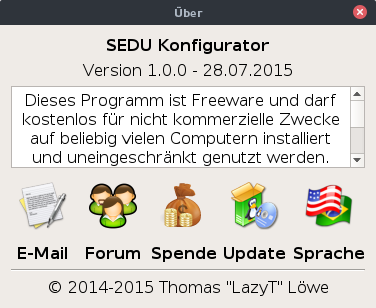 Über
SEDU Konfigurator
Version 1.0.0 - 28.07.2015
Dieses Programm ist Freeware und darf
kostenlos für nicht kommerzielle Zwecke
auf beliebig vielen Computern installiert
und uneingeschränkt genutzt werden.
E-Mail Forum Spende Update Sprache
© 2014-2015 Thomas "LazyT" Löwe